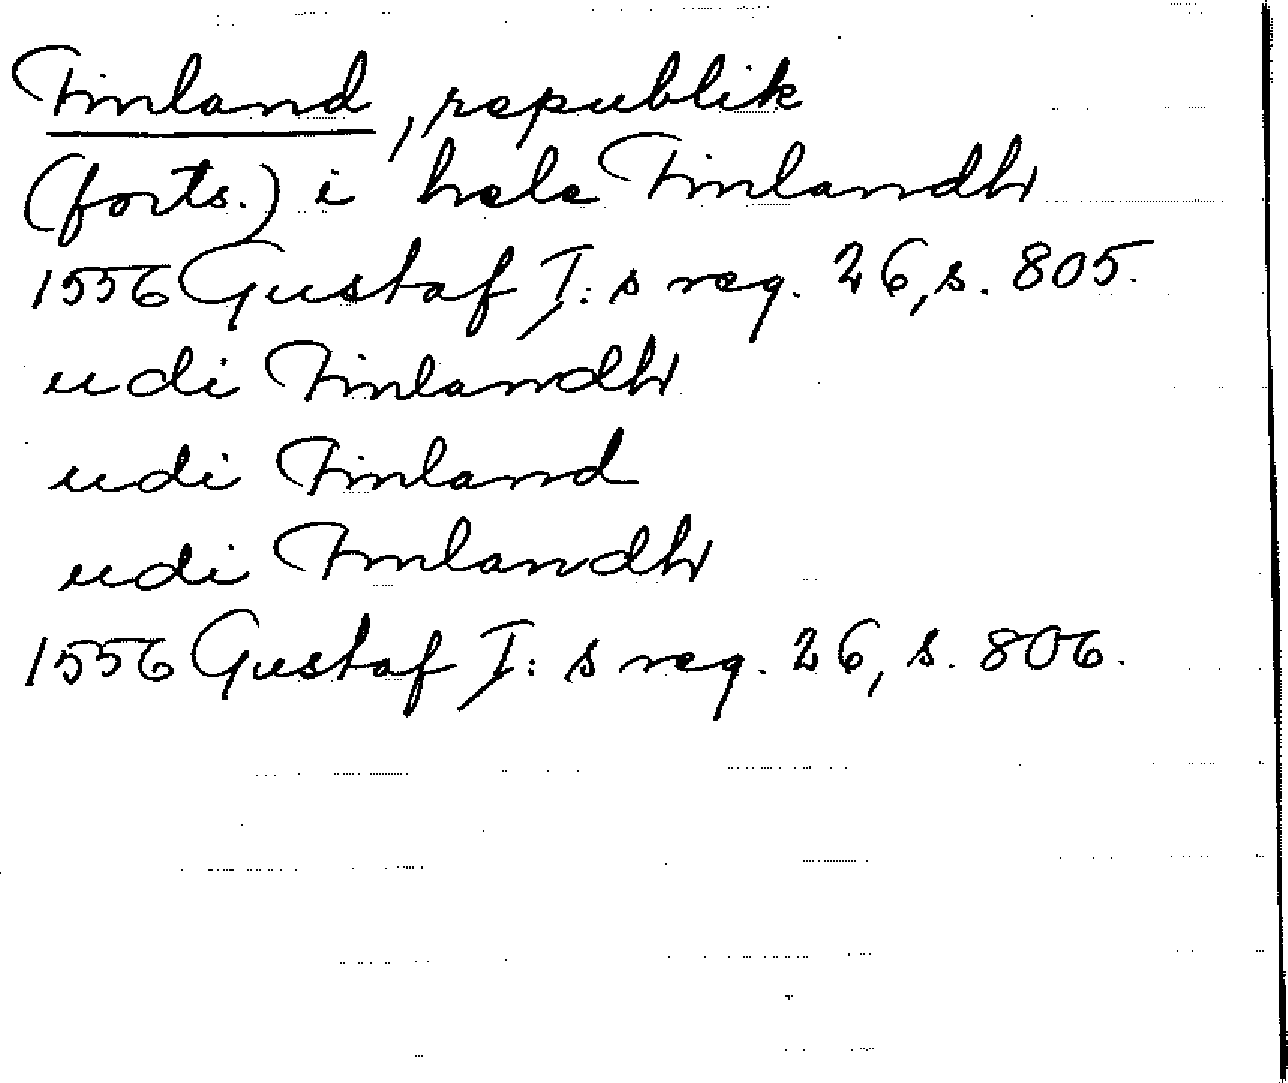 Finland, republik
(forts.) i hele Finlandh
1556 Gustaf I:s reg. 26, s. 805.
udi Finlandh
udi Finland
udi Finlandh
1556 Gustaf I:s reg. 26, s. 806.